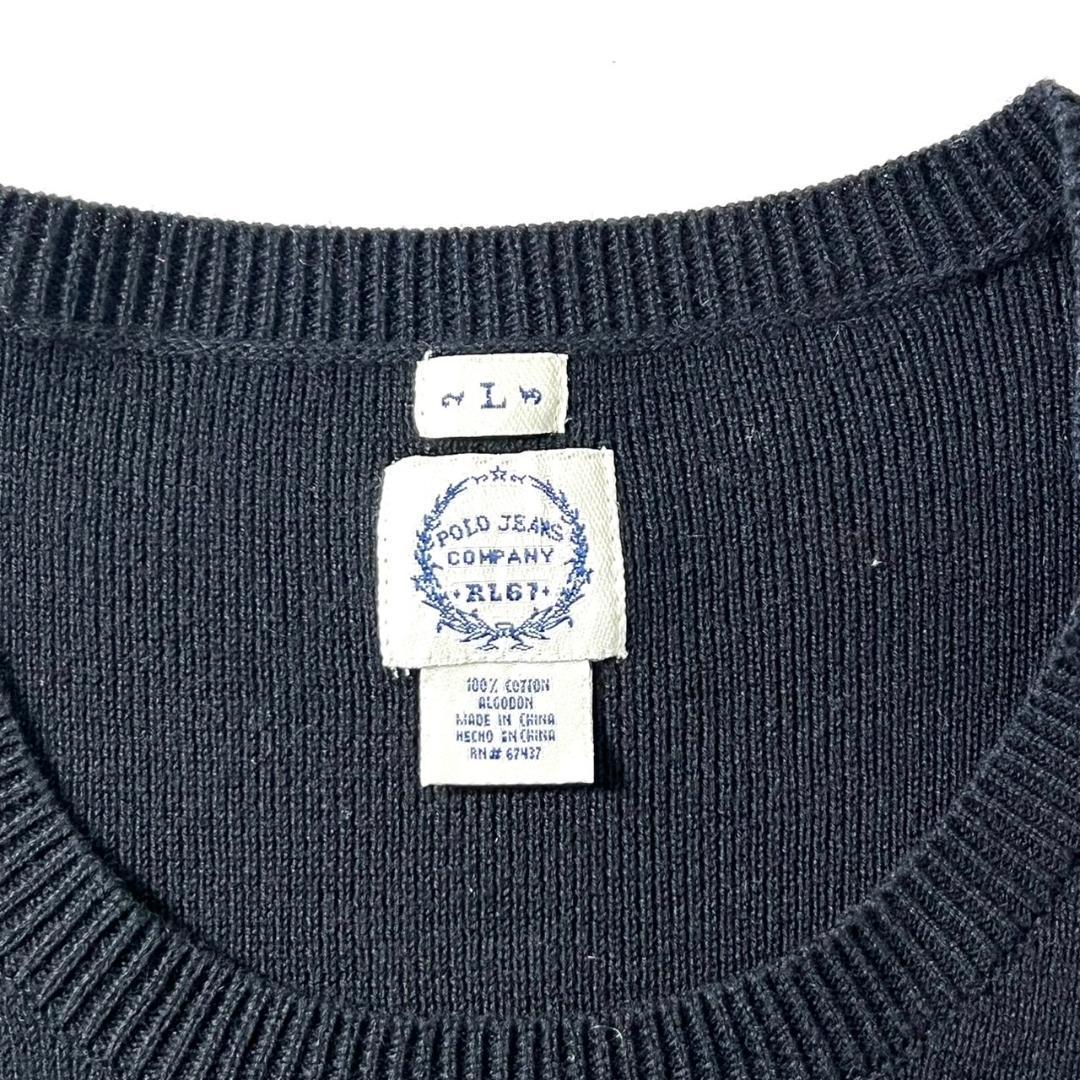 L
POLO JEANS
COMPANY
RL67
100% COTTON
ALGODON
MADE IN CHINA
HECHO EN CHINA
RN# 67437